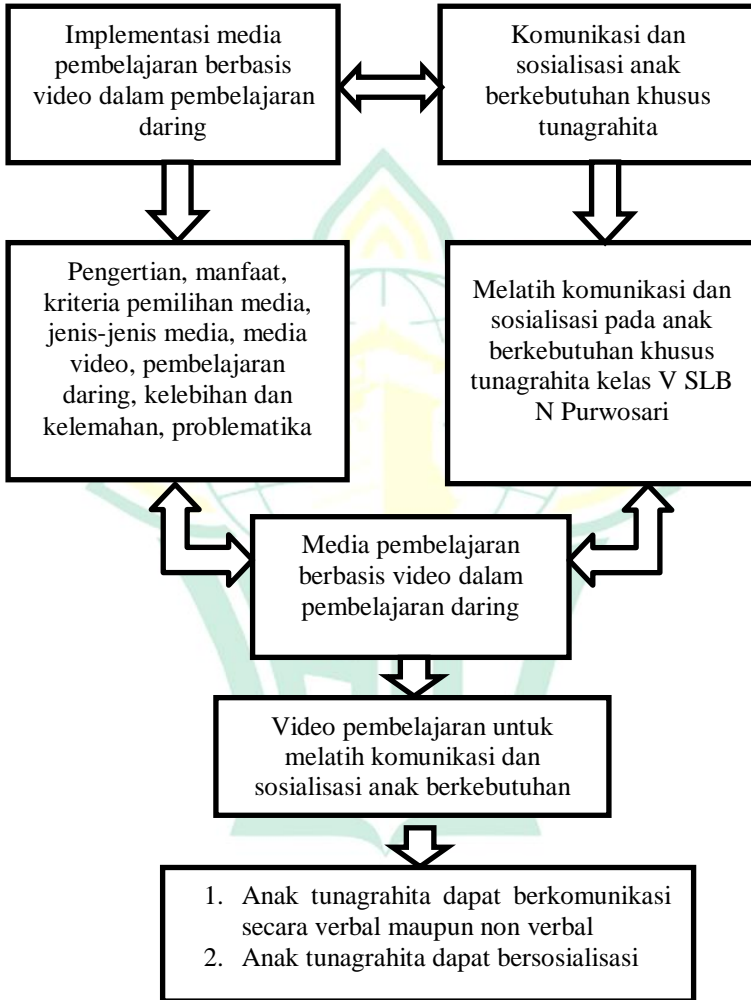 Implementasi media
pembelajaran berbasis
video dalam pembelajaran
daring
Komunikasi dan
sosialisasi anak
berkebutuhan khusus
tunagrahita
Pengertian, manfaat,
kriteria pemilihan media,
jenis-jenis media, media
video, pembelajaran
daring, kelebihan dan
kelemahan, problematika
Melatih komunikasi dan
sosialisasi pada anak
berkebutuhan khusus
tunagrahita kelas V SLB
N Purwosari
Media pembelajaran
berbasis video dalam
pembelajaran daring
Video pembelajaran untuk
melatih komunikasi dan
sosialisasi anak berkebutuhan
1. Anak tunagrahita dapat berkomunikasi
secara verbal maupun non verbal
2. Anak tunagrahita dapat bersosialisasi